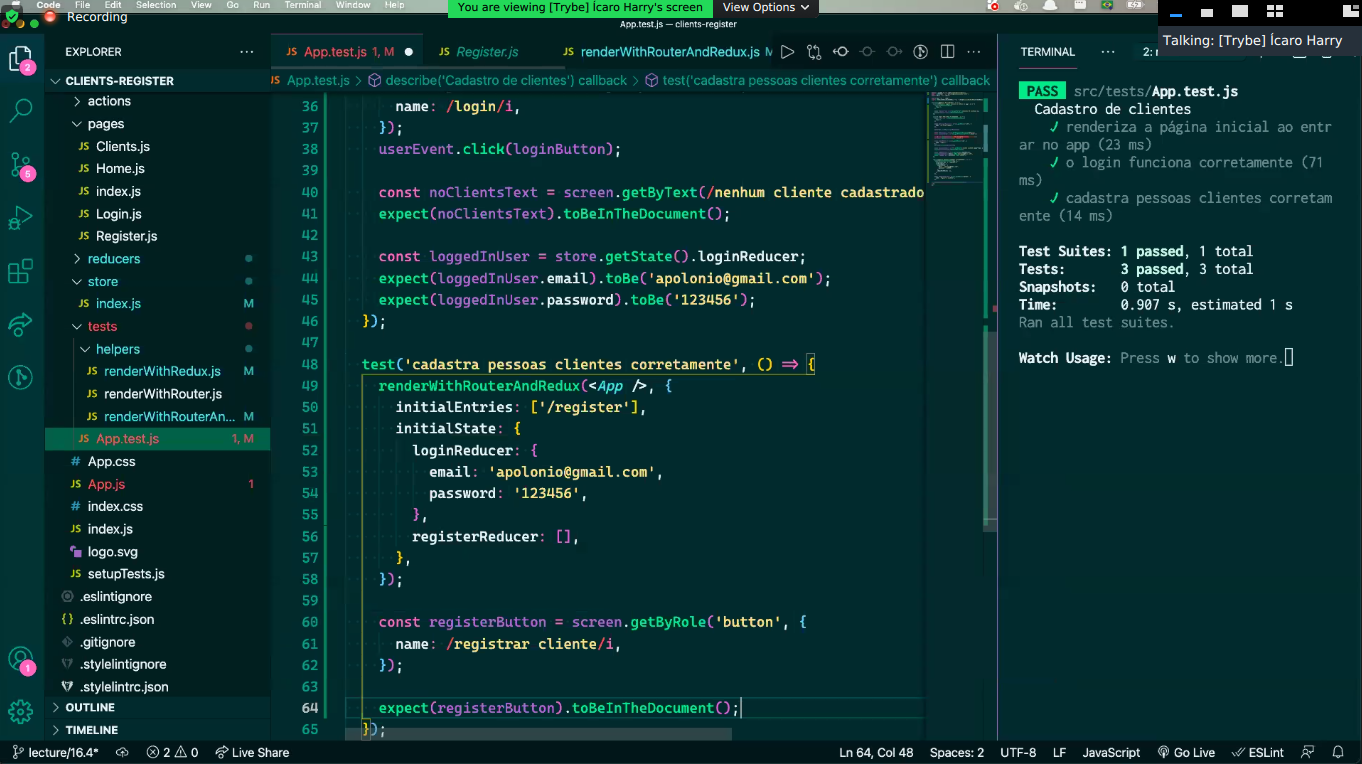 Code File Edit Selection View Go Run Terminal Window Help
You are viewing [Trybe] Ícaro Harry's screen View Options
Recording
App.test.js — clients-register
Talking: [Trybe] Ícaro Harry
EXPLORER
App.test.js 1, M
Register.js
renderWithRouterAndRedux.js M
TERMINAL
CLIENTS-REGISTER
App.test.js > describe('Cadastro de clientes') callback > test('cadastra pessoas clientes corretamente') callback
actions
pages
JS Clients.js
JS Home.js
JS index.js
JS Login.js
JS Register.js
reducers
store
JS index.js M
tests
helpers
JS renderWithRedux.js M
JS renderWithRouter.js
JS renderWithRouterAn... M
JS App.test.js 1, M
# App.css
JS App.js 1
# index.css
JS index.js
logo.svg
JS setupTests.js
.eslintignore
{} .eslintrc.json
.gitignore
.stylelintignore
.stylelintrc.json
OUTLINE
TIMELINE
36 name: /login/i,
37 });
38 userEvent.click(loginButton);
39
40 const noClientsText = screen.getByText(/nenhum cliente cadastrado
41 expect(noClientsText).toBeInTheDocument();
42
43 const loggedInUser = store.getState().loginReducer;
44 expect(loggedInUser.email).toBe('apolonio@gmail.com');
45 expect(loggedInUser.password).toBe('123456');
46 });
47
48 test('cadastra pessoas clientes corretamente', () => {
49 renderWithRouterAndRedux(<App />, {
50 initialEntries: ['/register'],
51 initialState: {
52 loginReducer: {
53 email: 'apolonio@gmail.com',
54 password: '123456',
55 },
56 registerReducer: [],
57 },
58 });
59
60 const registerButton = screen.getByRole('button', {
61 name: /registrar cliente/i,
62 });
63
64 expect(registerButton).toBeInTheDocument();
65 });
PASS src/tests/App.test.js
Cadastro de clientes
✓ renderiza a página inicial ao entr
ar no app (23 ms)
✓ o login funciona corretamente (71
ms)
✓ cadastra pessoas clientes corretam
ente (14 ms)
Test Suites: 1 passed, 1 total
Tests: 3 passed, 3 total
Snapshots: 0 total
Time: 0.907 s, estimated 1 s
Ran all test suites.
Watch Usage: Press w to show more.
lecture/16.4* 2 0 Live Share Ln 64, Col 48 Spaces: 2 UTF-8 LF JavaScript Go Live ESLint